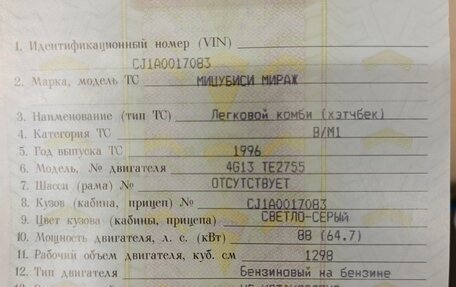 1. Идентификационный номер (VIN)
CJ1A0017083
2. Марка, модель ТС МИЦУБИСИ МИРАЖ
3. Наименование (тип ТС) Легковой комби (хэтчбек)
4. Категория ТС B/M1
5. Год выпуска ТС 1996
6. Модель, № двигателя 4G13 TE2755
7. Шасси (рама) № ОТСУТСТВУЕТ
8. Кузов (кабина, прицеп) № CJ1A0017083
9. Цвет кузова (кабины, прицепа) СВЕТЛО-СЕРЫЙ
10. Мощность двигателя, л. с. (кВт) 88 (64.7)
11. Рабочий объем двигателя, куб. см 1298
12. Тип двигателя Бензиновый на бензине